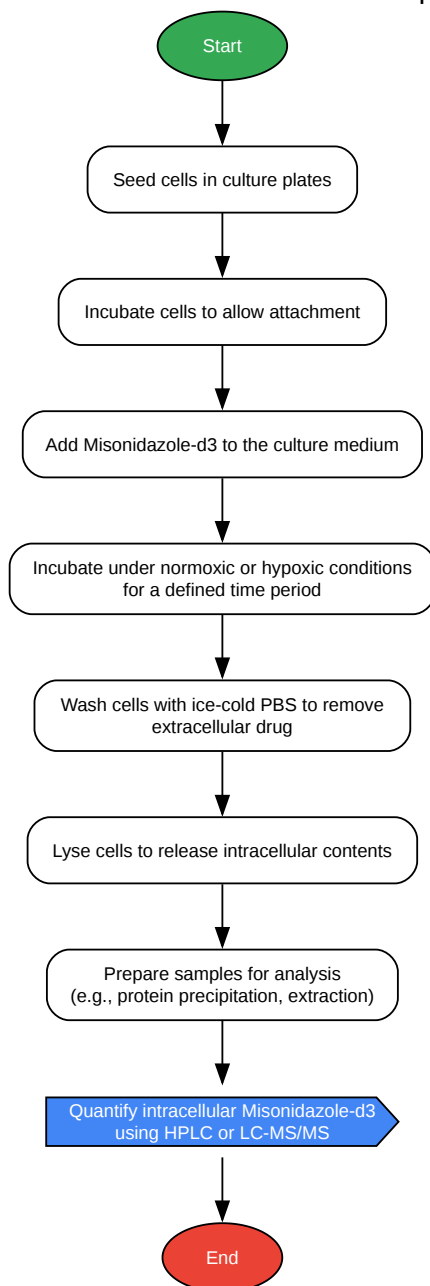 Start
Seed cells in culture plates
Incubate cells to allow attachment
Add Misonidazole-d3 to the culture medium
Incubate under normoxic or hypoxic conditions
for a defined time period
Wash cells with ice-cold PBS to remove
extracellular drug
Lyse cells to release intracellular contents
Prepare samples for analysis
(e.g., protein precipitation, extraction)
Quantify intracellular Misonidazole-d3
using HPLC or LC-MS/MS
End